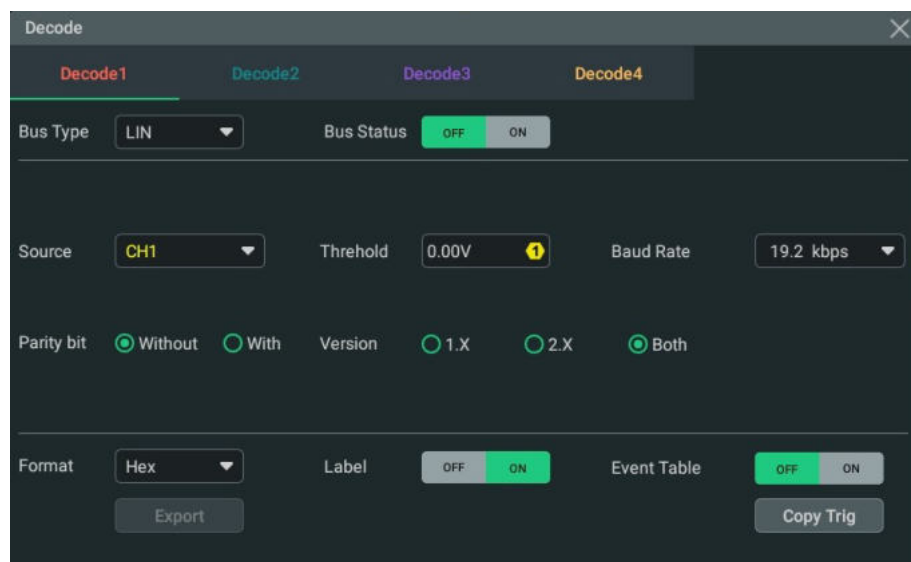 Decode
Decode1 Decode2 Decode3 Decode4
Bus Type LIN Bus Status OFF ON
Source CH1 Threhold 0.00V 1 Baud Rate 19.2 kbps
Parity bit Without With Version 1.X 2.X Both
Format Hex Label OFF ON Event Table OFF ON
Export Copy Trig